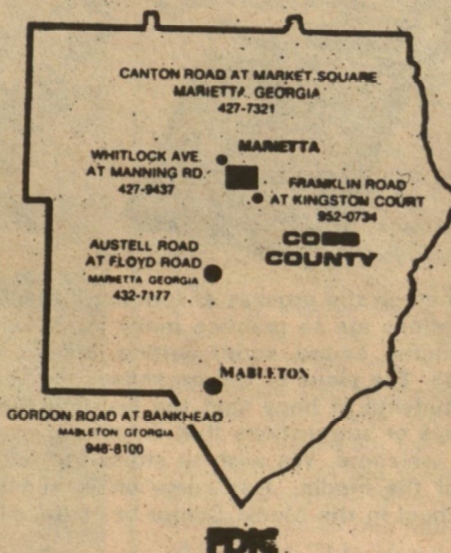 CANTON ROAD AT MARKET SQUARE
MARIETTA, GEORGIA
427-7321
MARIETTA
WHITLOCK AVE.
AT MANNING RD.
427-9437
FRANKLIN ROAD
AT KINGSTON COURT
952-0734
COBB
COUNTY
AUSTELL ROAD
AT FLOYD ROAD
MARIETTA GEORGIA
432-7177
MABLETON
GORDON ROAD AT BANKHEAD
MABLETON GEORGIA
948-8100
FDIC